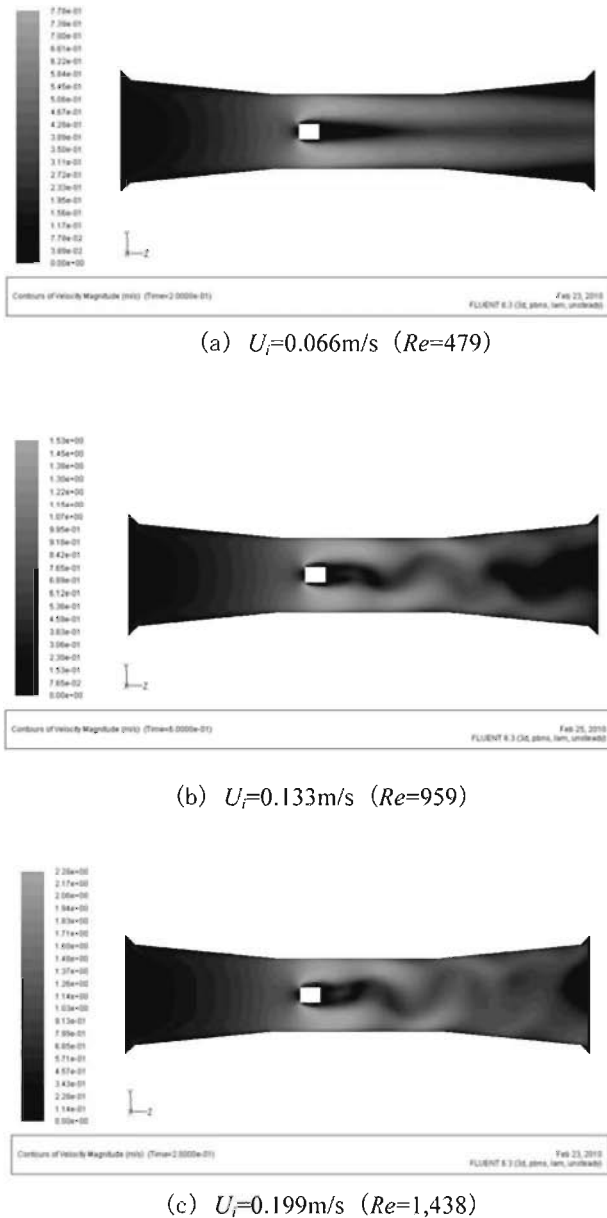 7.78e-01
7.39e-01
7.00e-01
6.61e-01
6.22e-01
5.84e-01
5.45e-01
5.06e-01
4.67e-01
4.28e-01
3.89e-01
3.50e-01
3.11e-01
2.72e-01
2.33e-01
1.95e-01
1.56e-01
1.17e-01
7.78e-02
3.89e-02
0.00e+00
Y
Z
Contours of Velocity Magnitude (m/s) (Time=2.0000e-01)
Feb 23, 2010
FLUENT 6.3 (3d, pbns, lam, unsteady)
(a) Ui=0.066m/s (Re=479)
1.53e+00
1.45e+00
1.38e+00
1.30e+00
1.22e+00
1.15e+00
1.07e+00
9.95e-01
9.18e-01
8.42e-01
7.65e-01
6.89e-01
6.12e-01
5.36e-01
4.59e-01
3.83e-01
3.06e-01
2.30e-01
1.53e-01
7.65e-02
0.00e+00
Y
Z
Contours of Velocity Magnitude (m/s) (Time=5.0000e-01)
Feb 25, 2010
FLUENT 6.3 (3d, pbns, lam, unsteady)
(b) Ui=0.133m/s (Re=959)
2.28e+00
2.17e+00
2.06e+00
1.94e+00
1.83e+00
1.71e+00
1.60e+00
1.48e+00
1.37e+00
1.26e+00
1.14e+00
1.03e+00
9.13e-01
7.99e-01
6.85e-01
5.71e-01
4.57e-01
3.43e-01
2.28e-01
1.14e-01
0.00e+00
Y
Z
Contours of Velocity Magnitude (m/s) (Time=2.0000e-01)
Feb 23, 2010
FLUENT 6.3 (3d, pbns, lam, unsteady)
(c) Ui=0.199m/s (Re=1,438)